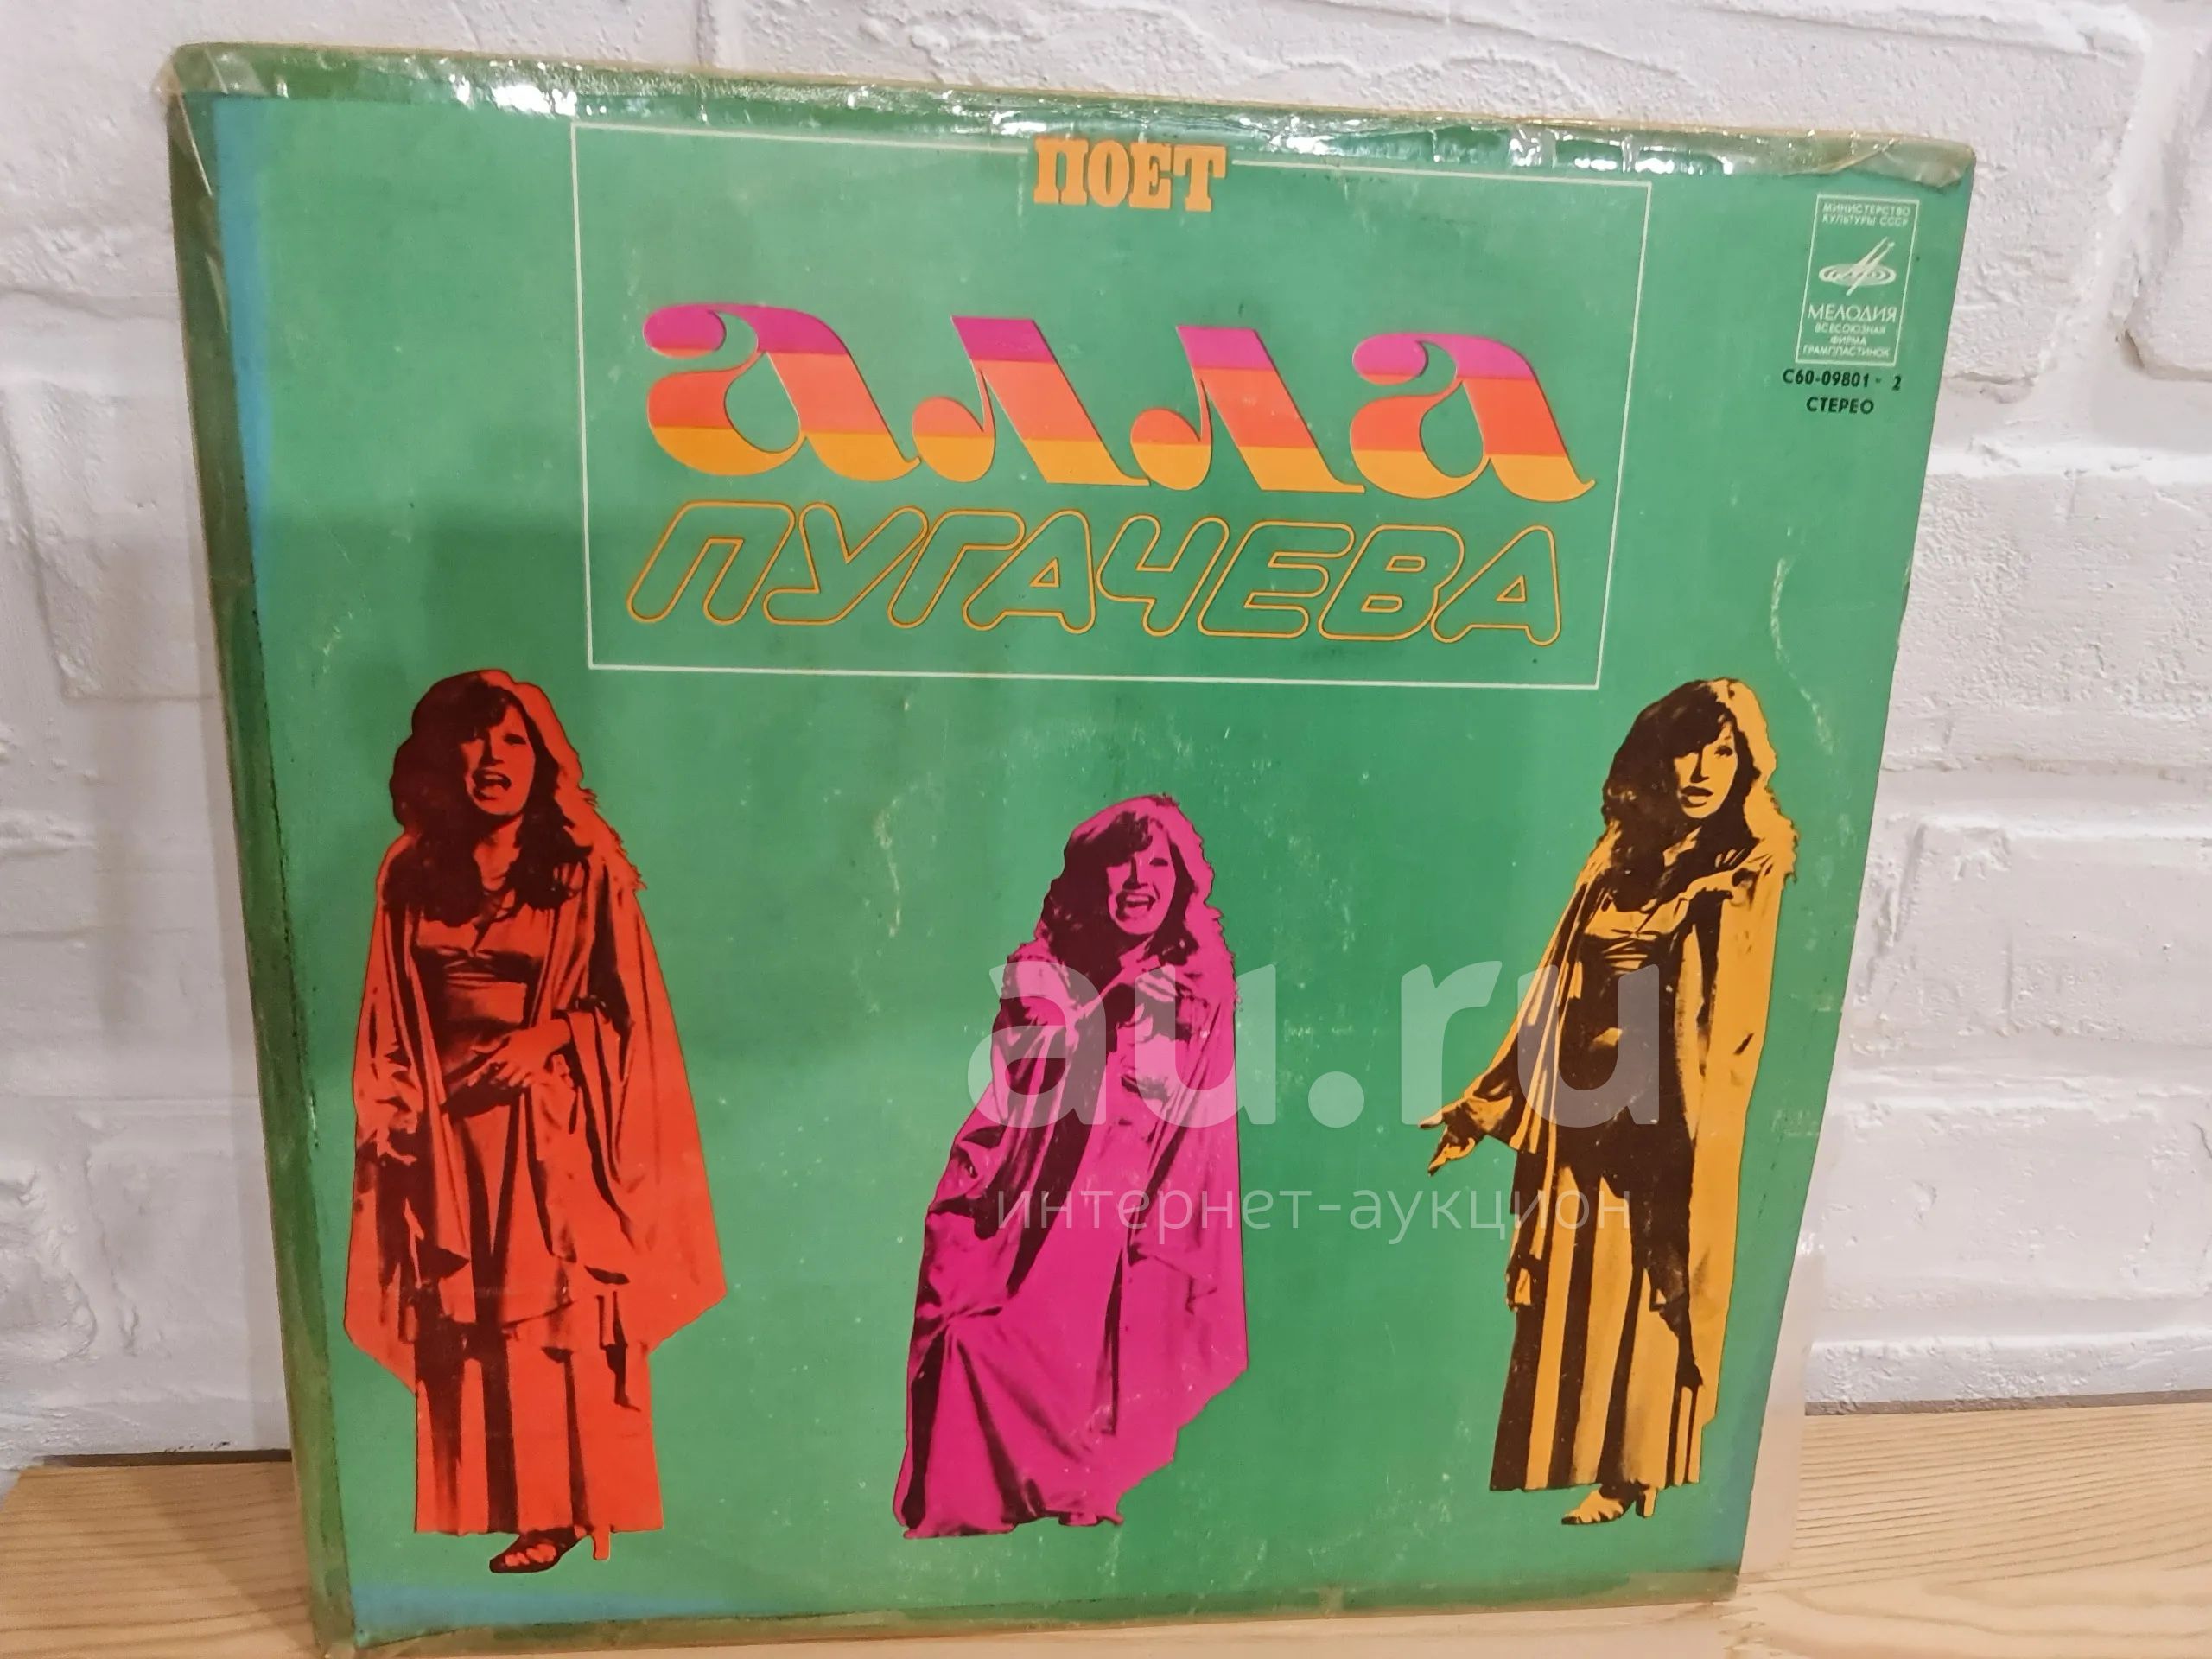 ПОЕТ
алла
ПУГАЧЕВА
МИНИСТЕРСТВО
КУЛЬТУРЫ СССР
МЕЛОДИЯ
ВСЕСОЮЗНАЯ
ФИРМА
ГРАМПЛАСТИНОК
С60-09801-2
СТЕРЕО
au.ru
интернет-аукцион